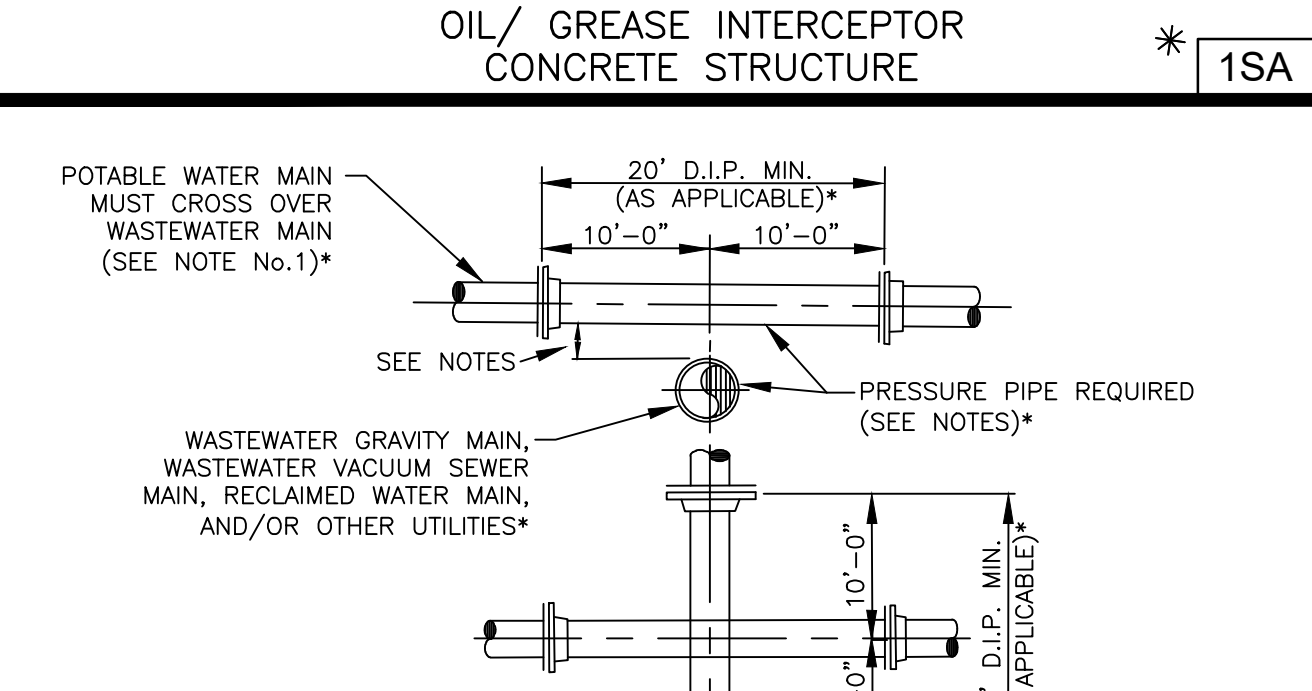 OIL/ GREASE INTERCEPTOR
CONCRETE STRUCTURE
*
1SA
POTABLE WATER MAIN
MUST CROSS OVER
WASTEWATER MAIN
(SEE NOTE No.1)*
20' D.I.P. MIN.
(AS APPLICABLE)*
10'-0"
10'-0"
SEE NOTES
PRESSURE PIPE REQUIRED
(SEE NOTES)*
WASTEWATER GRAVITY MAIN,
WASTEWATER VACUUM SEWER
MAIN, RECLAIMED WATER MAIN,
AND/OR OTHER UTILITIES*
10'-0"
D.I.P. MIN.
APPLICABLE)*